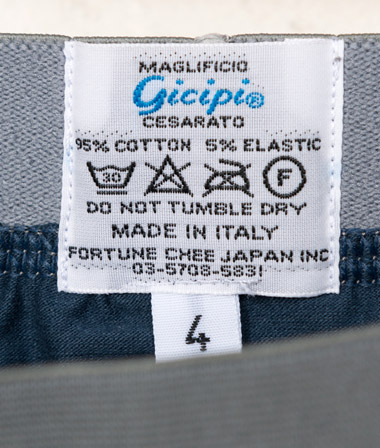 MAGLIFICIO
Gicipi®
CESARATO
95% COTTON 5% ELASTIC
30 F
DO NOT TUMBLE DRY
MADE IN ITALY
FORTUNE CHEE JAPAN INC
03-5708-5831
4